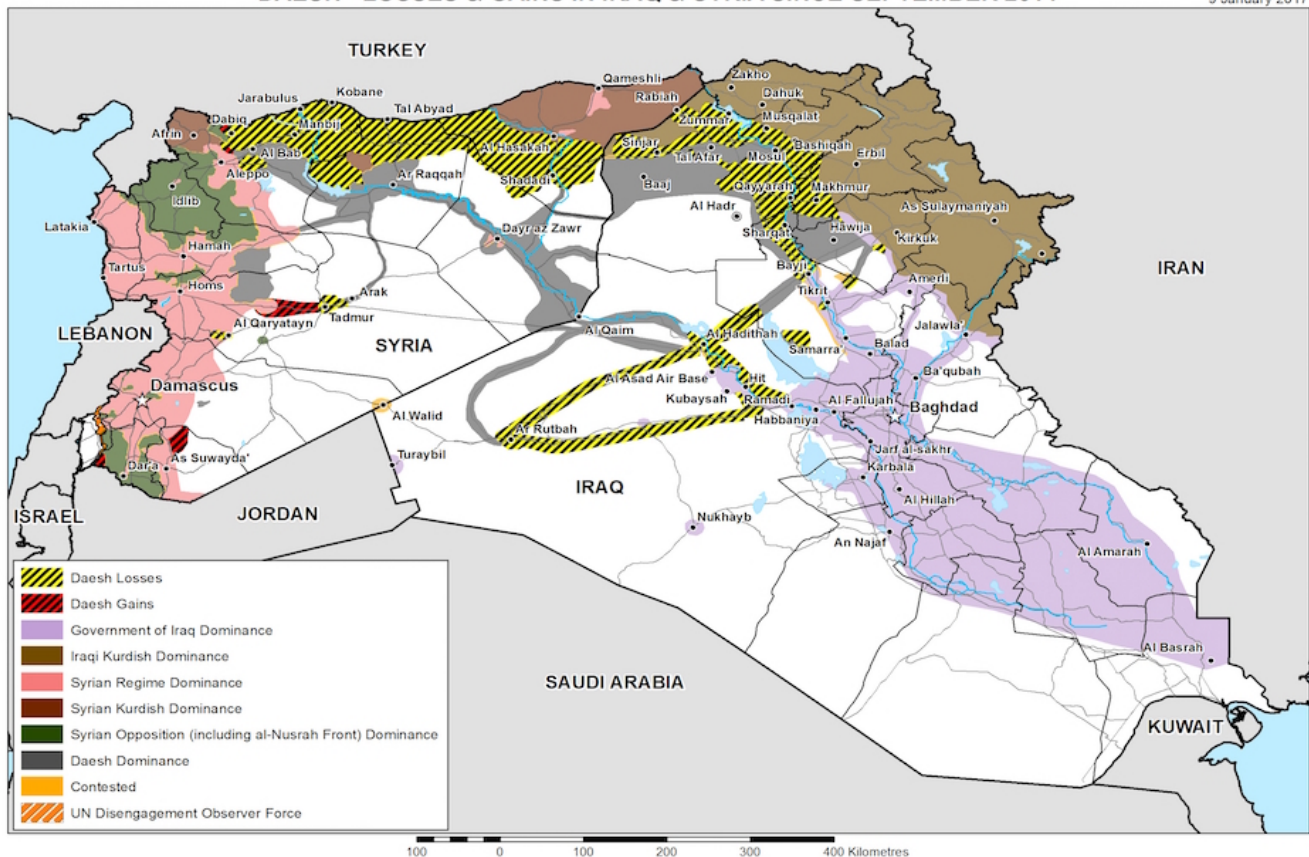 TURKEY
Kobane
Jarabulus
Tal Abyad
Qameshli
Rabiah
Zakho
Dahuk
Zummar
Musqalat
Dabiq
Manbij
Afrin
Al Bab
Al Hasakah
Sinjar
Bashiqah
Tal Afar
Mosul
Erbil
Aleppo
Ar Raqqah
Shadadi
Baaj
Qayyarah
Makhmur
Idlib
Al Hadr
As Sulaymaniyah
Latakia
Hamah
Dayr az Zawr
Sharqat
Hawija
Kirkuk
Tartus
Homs
Bayji
IRAN
Arak
Tikrit
Amerli
Tadmur
LEBANON
Al Qaryatayn
SYRIA
Al Qaim
Al Hadithah
Jalawla'
Samarra'
Balad
Damascus
Al Asad Air Base
Hit
Ba'qubah
Kubaysah
Ramadi
Al Fallujah
Baghdad
Al Walid
Habbaniya
Ar Rutbah
Dar'a
As Suwayda'
Turaybil
Jarf al-sakhr
Karbala
IRAQ
Al Hillah
ISRAEL
JORDAN
Nukhayb
An Najaf
Al Amarah
Al Basrah
SAUDI ARABIA
KUWAIT
Daesh Losses
Daesh Gains
Government of Iraq Dominance
Iraqi Kurdish Dominance
Syrian Regime Dominance
Syrian Kurdish Dominance
Syrian Opposition (including al-Nusrah Front) Dominance
Daesh Dominance
Contested
UN Disengagement Observer Force
100 0 100 200 300 400 Kilometres